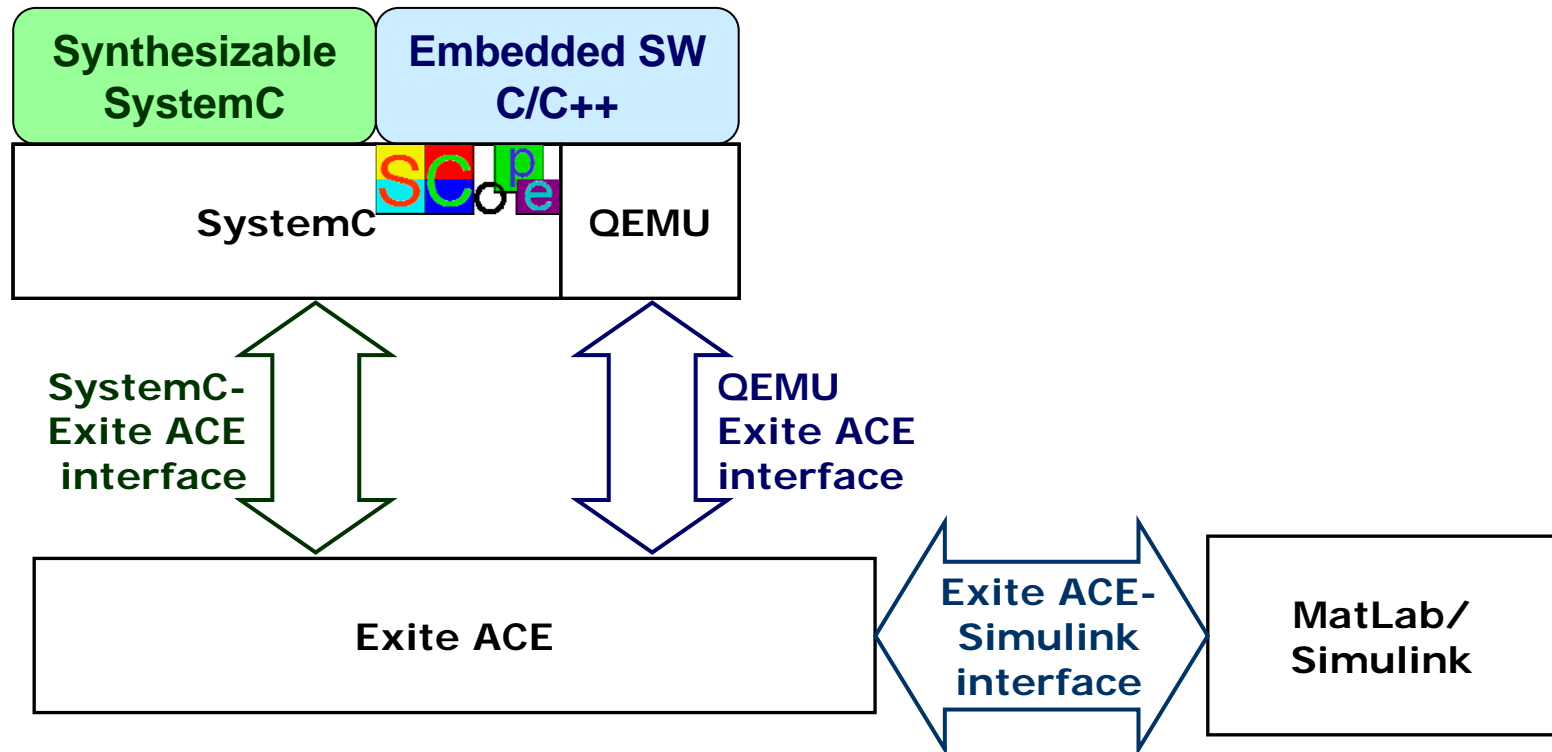 Synthesizable
SystemC
Embedded SW
C/C++
SCope
SystemC
QEMU
SystemC-
Exite ACE
interface
QEMU
Exite ACE
interface
Exite ACE
Exite ACE-
Simulink
interface
MatLab/
Simulink